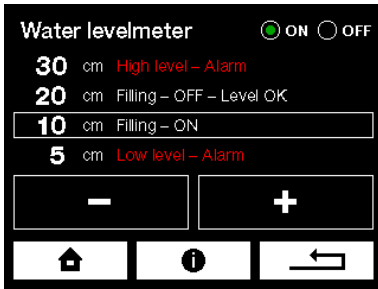 Water levelmeter ON OFF
30 cm High level – Alarm
20 cm Filling – OFF – Level OK
10 cm Filling – ON
5 cm Low level – Alarm
− +
i